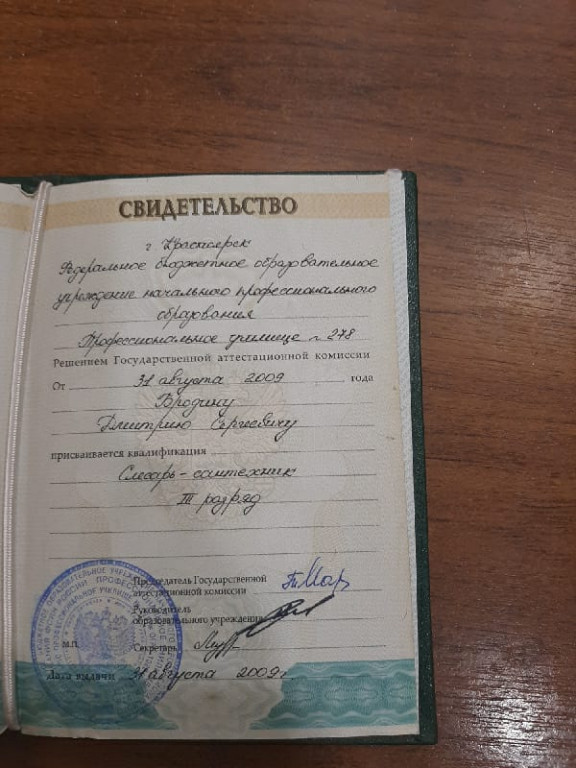 СВИДЕТЕЛЬСТВО
г Красноярск
Федеральное бюджетное образовательное
учреждение начального профессионального
образования
Профессиональное училище № 278
Решением Государственной аттестационной комиссии
От 31 августа 2009 года
Бродину
Дмитрию Сергеевичу
присваивается квалификация
Слесарь-сантехник
III разряд
Председатель Государственной
аттестационной комиссии
Руководитель
образовательного учреждения
М.П.
Секретарь
Дата выдачи 31 августа 2009г